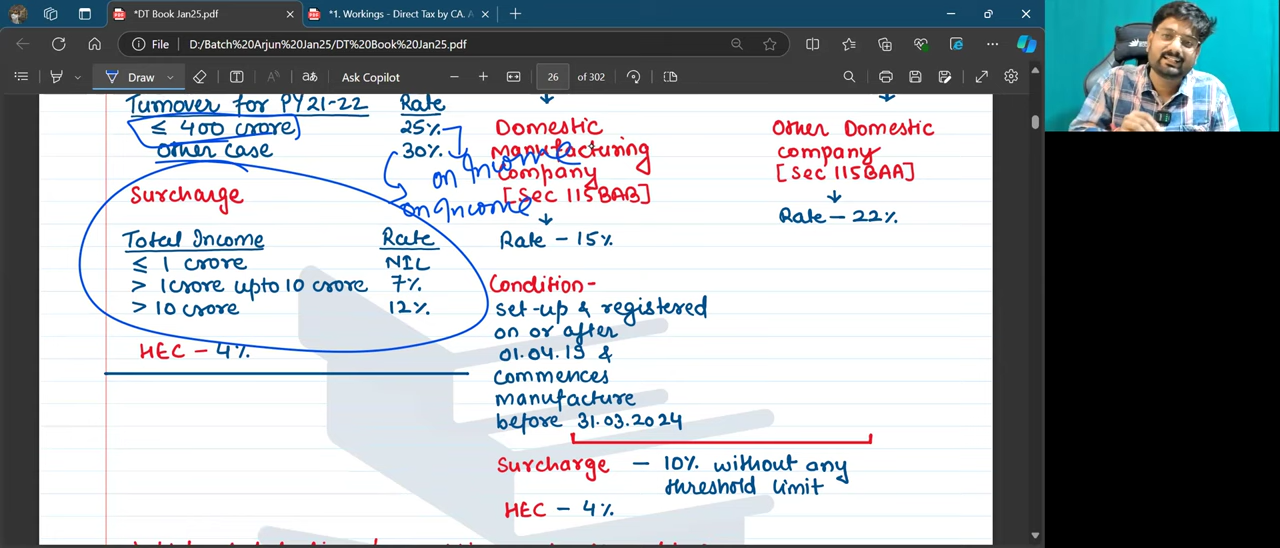 *DT Book Jan25.pdf
*1. Workings - Direct Tax by CA. A
File D:/Batch%20Arjun%20Jan25/DT%20Book%20Jan25.pdf
Draw
Ask Copilot
26 of 302
Turnover for PY21-22 Rate
≤ 400 crore 25%
Other Case 30%
on Income
on Income
Surcharge
Total Income Rate
≤ 1 crore NIL
> 1 crore upto 10 crore 7%
> 10 crore 12%
HEC - 4%
Domestic
manufacturing
company
[Sec 115BAB]
Rate - 15%
Condition-
set-up & registered
on or after
01.04.19 &
commences
manufacture
before 31.03.2024
Other Domestic
company
[Sec 115BAA]
Rate - 22%
Surcharge - 10% without any
threshold limit
HEC - 4%